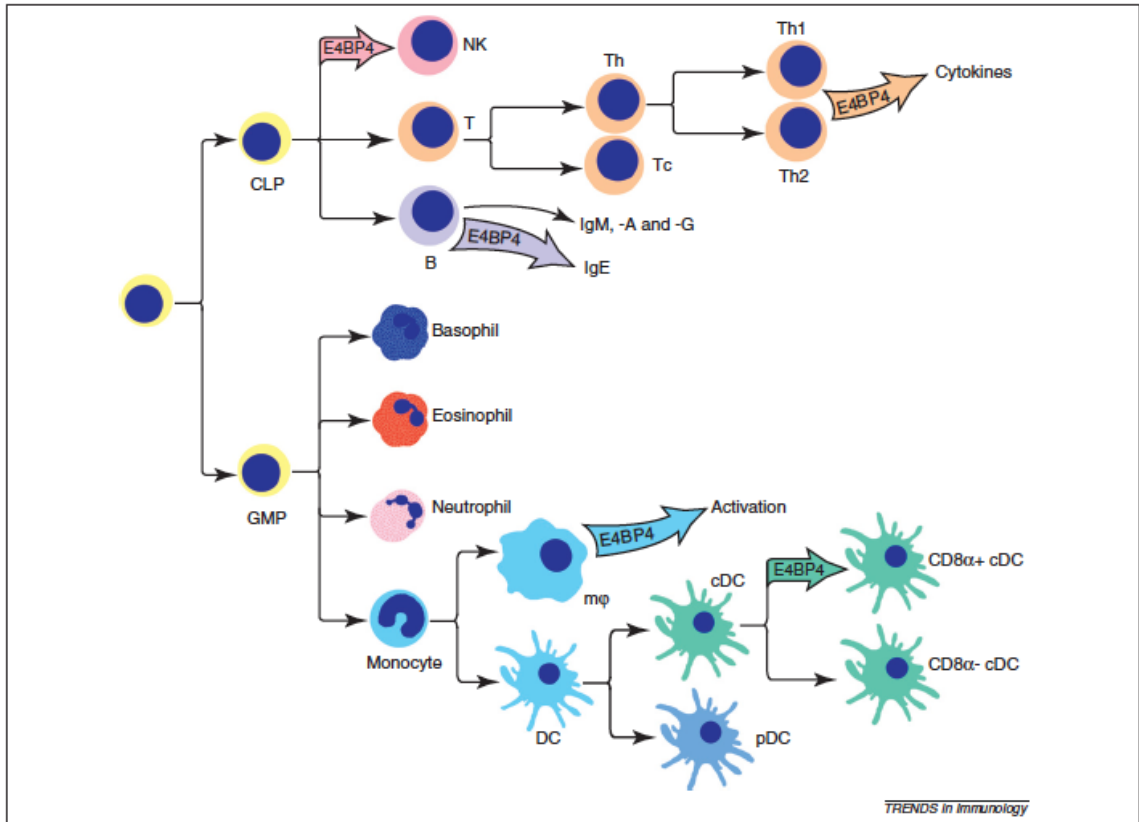 E4BP4
NK
Th1
Th
Cytokines
E4BP4
T
CLP
Tc
Th2
IgM, -A and -G
E4BP4
B
IgE
Basophil
Eosinophil
Neutrophil
GMP
Activation
E4BP4
CD8α+ cDC
E4BP4
cDC
mφ
Monocyte
CD8α- cDC
DC
pDC
TRENDS in Immunology